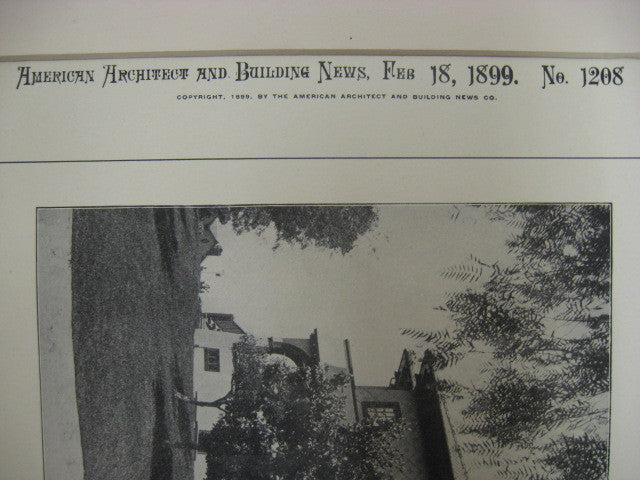 American Architect and Building News, Feb 18, 1899. No. 1208
COPYRIGHT, 1899, BY THE AMERICAN ARCHITECT AND BUILDING NEWS CO.